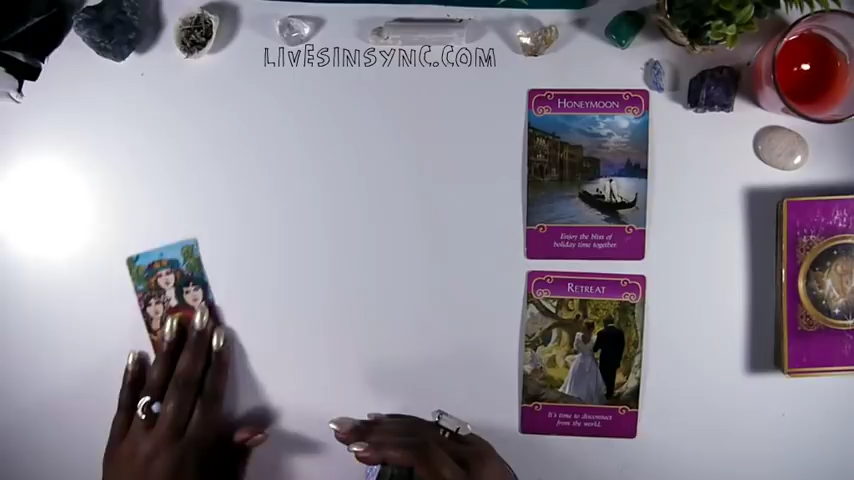 LIVESINSYNC.COM
HONEYMOON
Enjoy the bliss of
holiday time together.
RETREAT
It's time to disconnect
from the world.